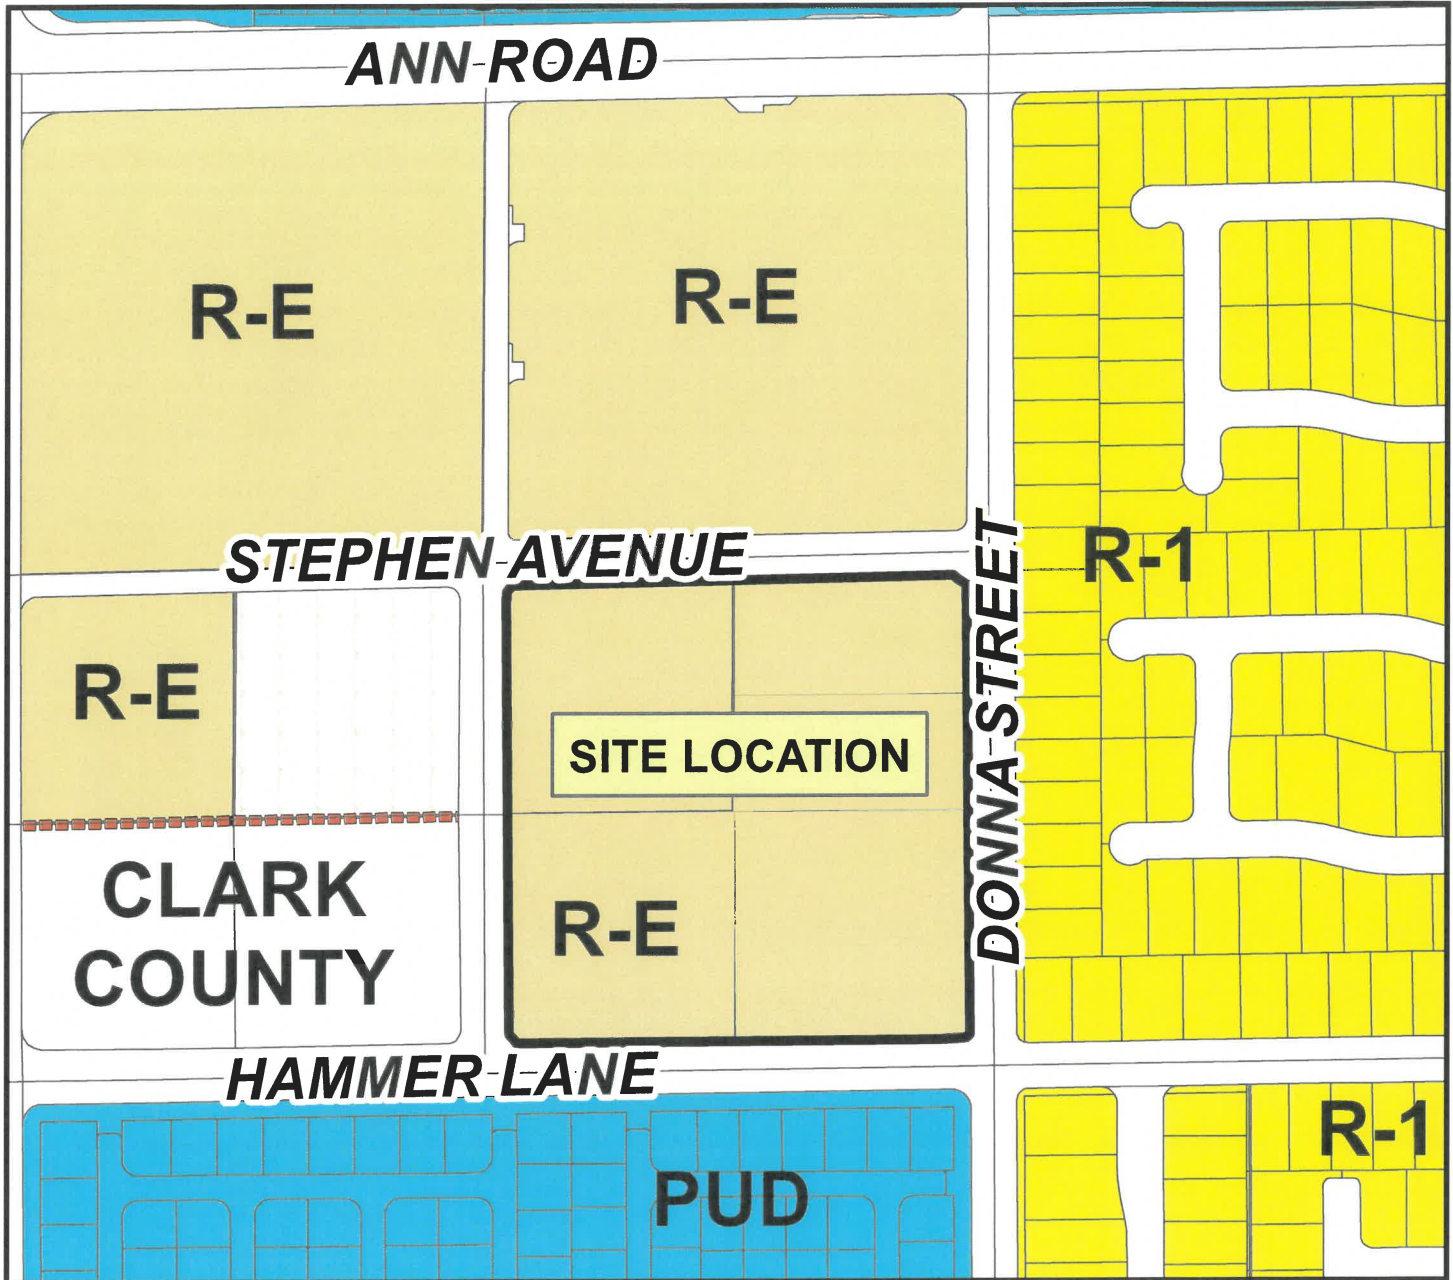 ANN ROAD
R-E
R-E
STEPHEN AVENUE
R-1
DONNA STREET
R-E
SITE LOCATION
CLARK
COUNTY
R-E
HAMMER LANE
R-1
PUD